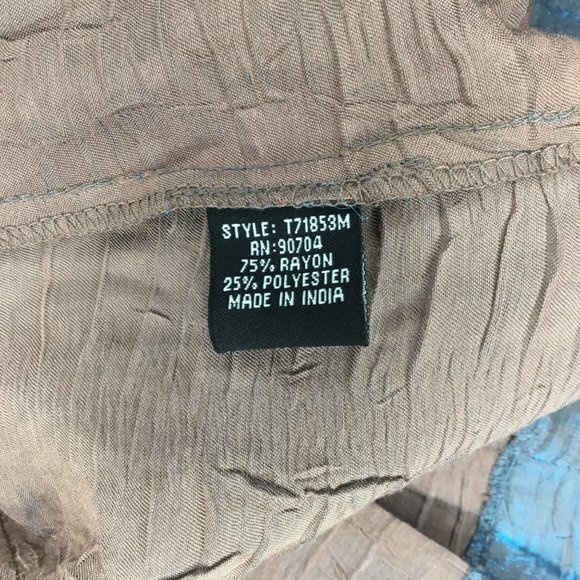 STYLE: T71853M
RN:90704
75% RAYON
25% POLYESTER
MADE IN INDIA